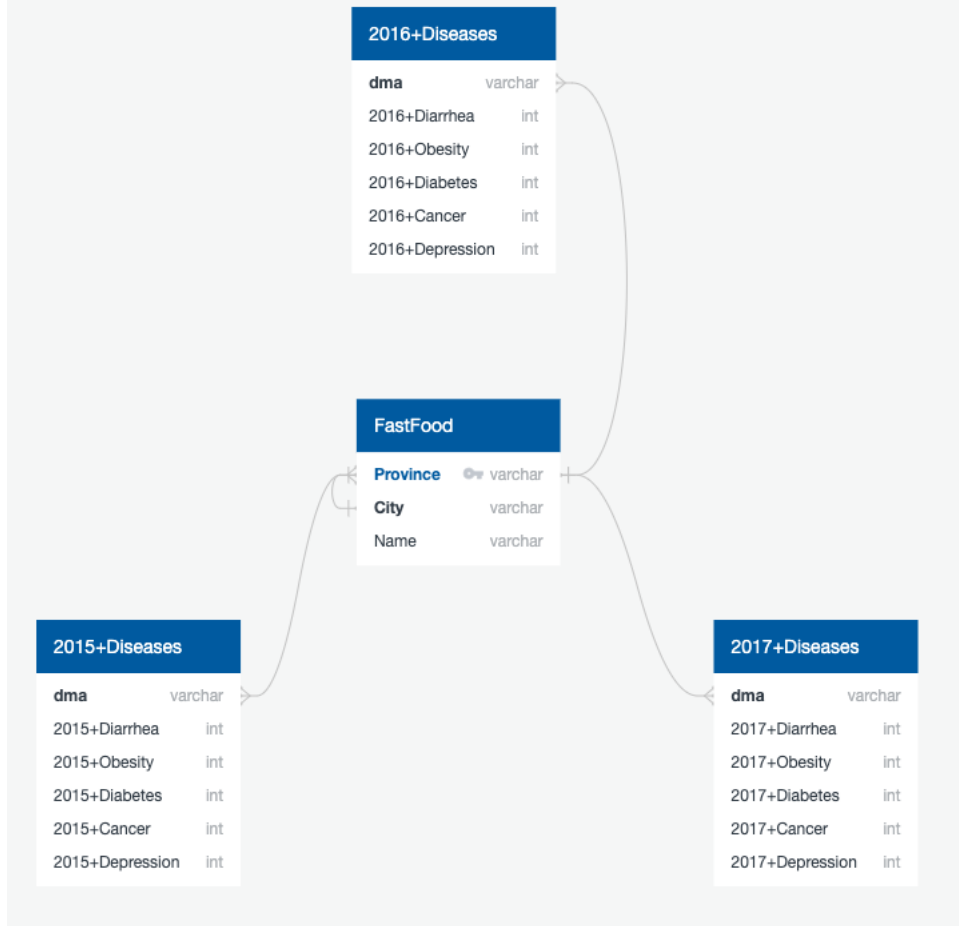 2016+Diseases
dma varchar
2016+Diarrhea int
2016+Obesity int
2016+Diabetes int
2016+Cancer int
2016+Depression int
FastFood
Province varchar
City varchar
Name varchar
2015+Diseases
dma varchar
2015+Diarrhea int
2015+Obesity int
2015+Diabetes int
2015+Cancer int
2015+Depression int
2017+Diseases
dma varchar
2017+Diarrhea int
2017+Obesity int
2017+Diabetes int
2017+Cancer int
2017+Depression int